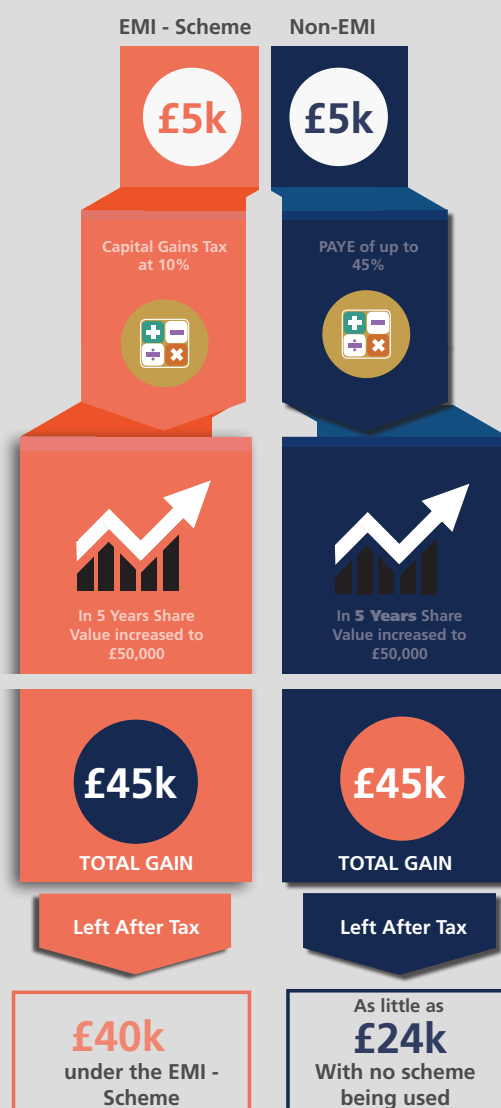 EMI - Scheme
£5k
Capital Gains Tax
at 10%
In 5 Years Share
Value increased to
£50,000
£45k
TOTAL GAIN
Left After Tax
£40k
under the EMI -
Scheme
Non-EMI
£5k
PAYE of up to
45%
In 5 Years Share
Value increased to
£50,000
£45k
TOTAL GAIN
Left After Tax
As little as
£24k
With no scheme
being used